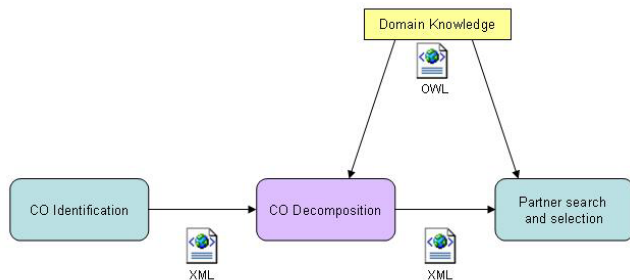 Domain Knowledge
OWL
CO Identification
CO Decomposition
Partner search
and selection
XML
XML